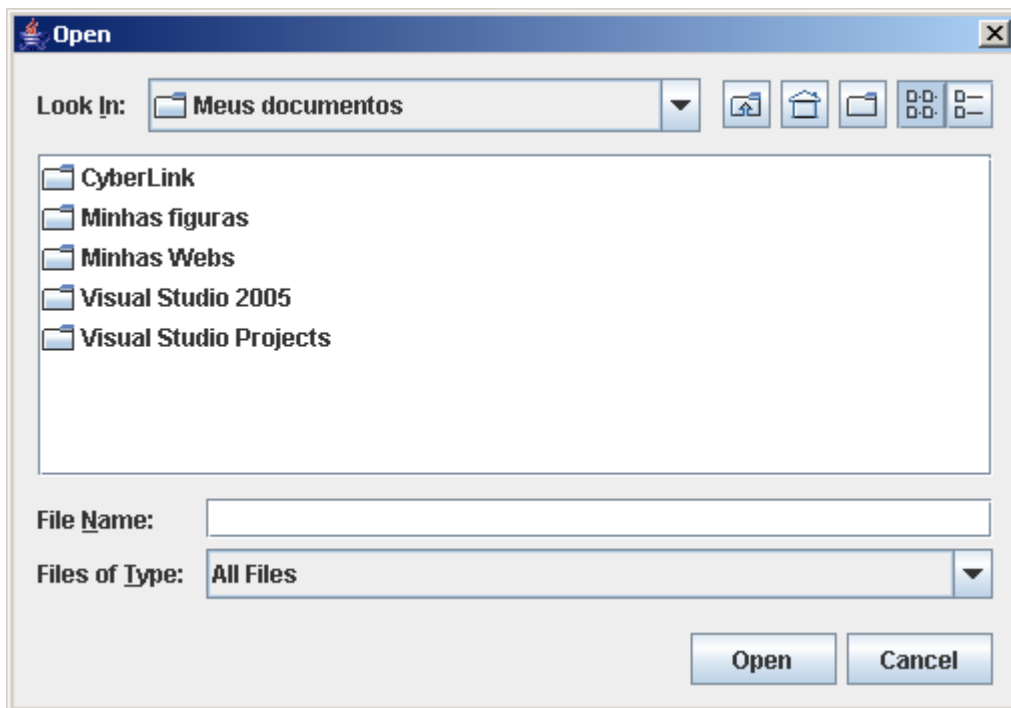 Open
Look In: Meus documentos
CyberLink
Minhas figuras
Minhas Webs
Visual Studio 2005
Visual Studio Projects
File Name:
Files of Type: All Files
Open Cancel